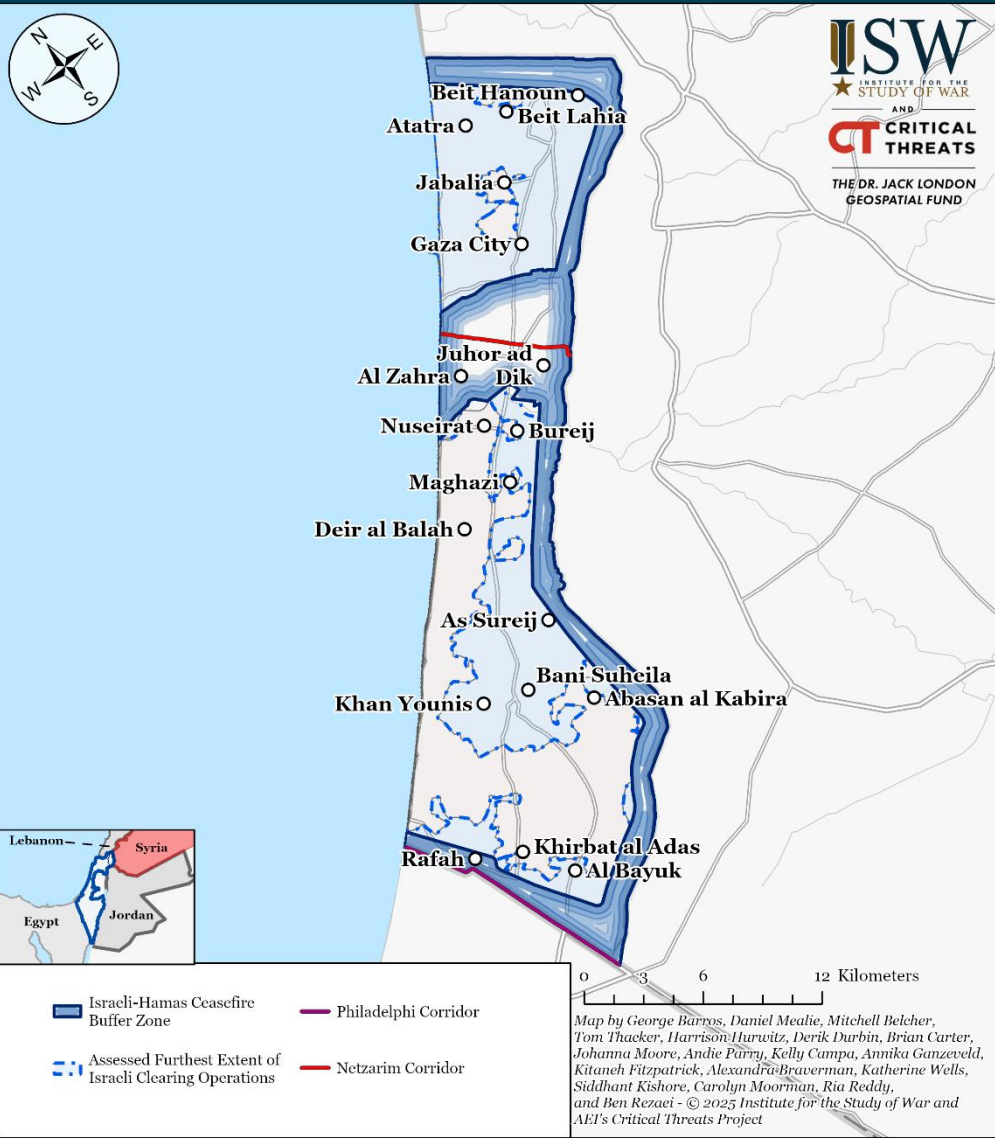 N
E
W
S
ISW
INSTITUTE FOR THE
STUDY OF WAR
AND
CT CRITICAL
THREATS
THE DR. JACK LONDON
GEOSPATIAL FUND
Beit Hanoun
Beit Lahia
Atatra
Jabalia
Gaza City
Juhor ad
Dik
Al Zahra
Nuseirat
Bureij
Maghazi
Deir al Balah
As Sureij
Bani Suheila
Abasan al Kabira
Khan Younis
Khirbat al Adas
Rafah
Al Bayuk
Lebanon
Syria
Egypt
Jordan
0 3 6 12 Kilometers
Israeli-Hamas Ceasefire
Buffer Zone
Philadelphi Corridor
Assessed Furthest Extent of
Israeli Clearing Operations
Netzarim Corridor
Map by George Barros, Daniel Mealie, Mitchell Belcher,
Tom Thacker, Harrison Hurwitz, Derik Durbin, Brian Carter,
Johanna Moore, Andie Parry, Kelly Campa, Annika Ganzeveld,
Kitaneh Fitzpatrick, Alexandra Braverman, Katherine Wells,
Siddhant Kishore, Carolyn Moorman, Ria Reddy,
and Ben Rezaei - © 2025 Institute for the Study of War and
AEI's Critical Threats Project